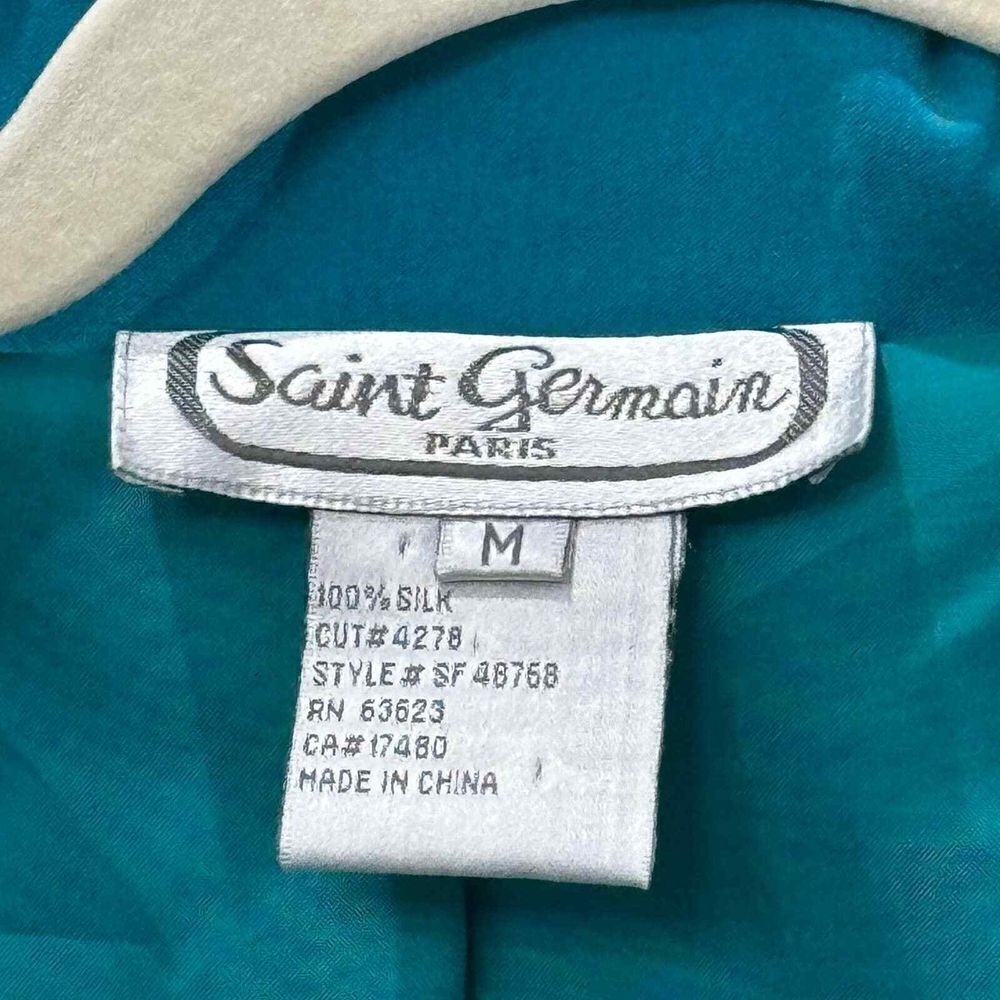 Saint Germain
PARIS
M
100% SILK
CUT# 4278
STYLE # SF 48768
RN 63623
CA# 17480
MADE IN CHINA